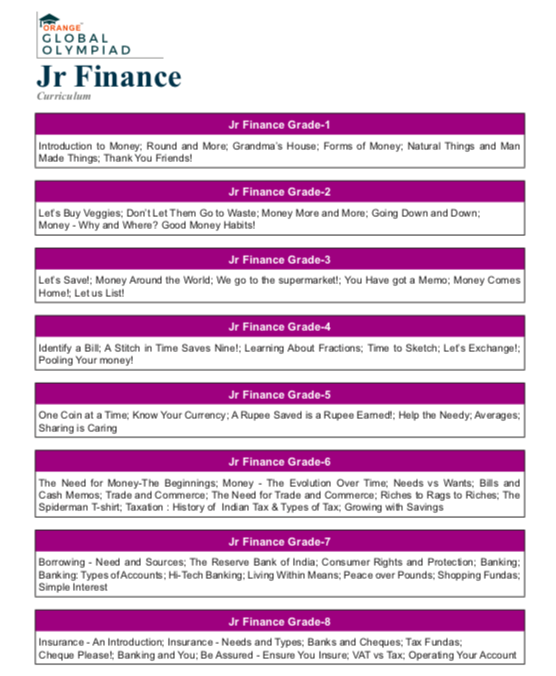 ORANGE
GLOBAL
OLYMPIAD
Jr Finance
Curriculum
Jr Finance Grade-1
Introduction to Money; Round and More; Grandma's House; Forms of Money; Natural Things and Man
Made Things; Thank You Friends!
Jr Finance Grade-2
Let's Buy Veggies; Don't Let Them Go to Waste; Money More and More; Going Down and Down;
Money - Why and Where? Good Money Habits!
Jr Finance Grade-3
Let's Save!; Money Around the World; We go to the supermarket!; You Have got a Memo; Money Comes
Home!; Let us List!
Jr Finance Grade-4
Identify a Bill; A Stitch in Time Saves Nine!; Learning About Fractions; Time to Sketch; Let's Exchange!;
Pooling Your money!
Jr Finance Grade-5
One Coin at a Time; Know Your Currency; A Rupee Saved is a Rupee Earned!; Help the Needy; Averages;
Sharing is Caring
Jr Finance Grade-6
The Need for Money-The Beginnings; Money - The Evolution Over Time; Needs vs Wants; Bills and
Cash Memos; Trade and Commerce; The Need for Trade and Commerce; Riches to Rags to Riches; The
Spiderman T-shirt; Taxation : History of Indian Tax & Types of Tax; Growing with Savings
Jr Finance Grade-7
Borrowing - Need and Sources; The Reserve Bank of India; Consumer Rights and Protection; Banking;
Banking: Types of Accounts; Hi-Tech Banking; Living Within Means; Peace over Pounds; Shopping Fundas;
Simple Interest
Jr Finance Grade-8
Insurance - An Introduction; Insurance - Needs and Types; Banks and Cheques; Tax Fundas;
Cheque Please!; Banking and You; Be Assured - Ensure You Insure; VAT vs Tax; Operating Your Account